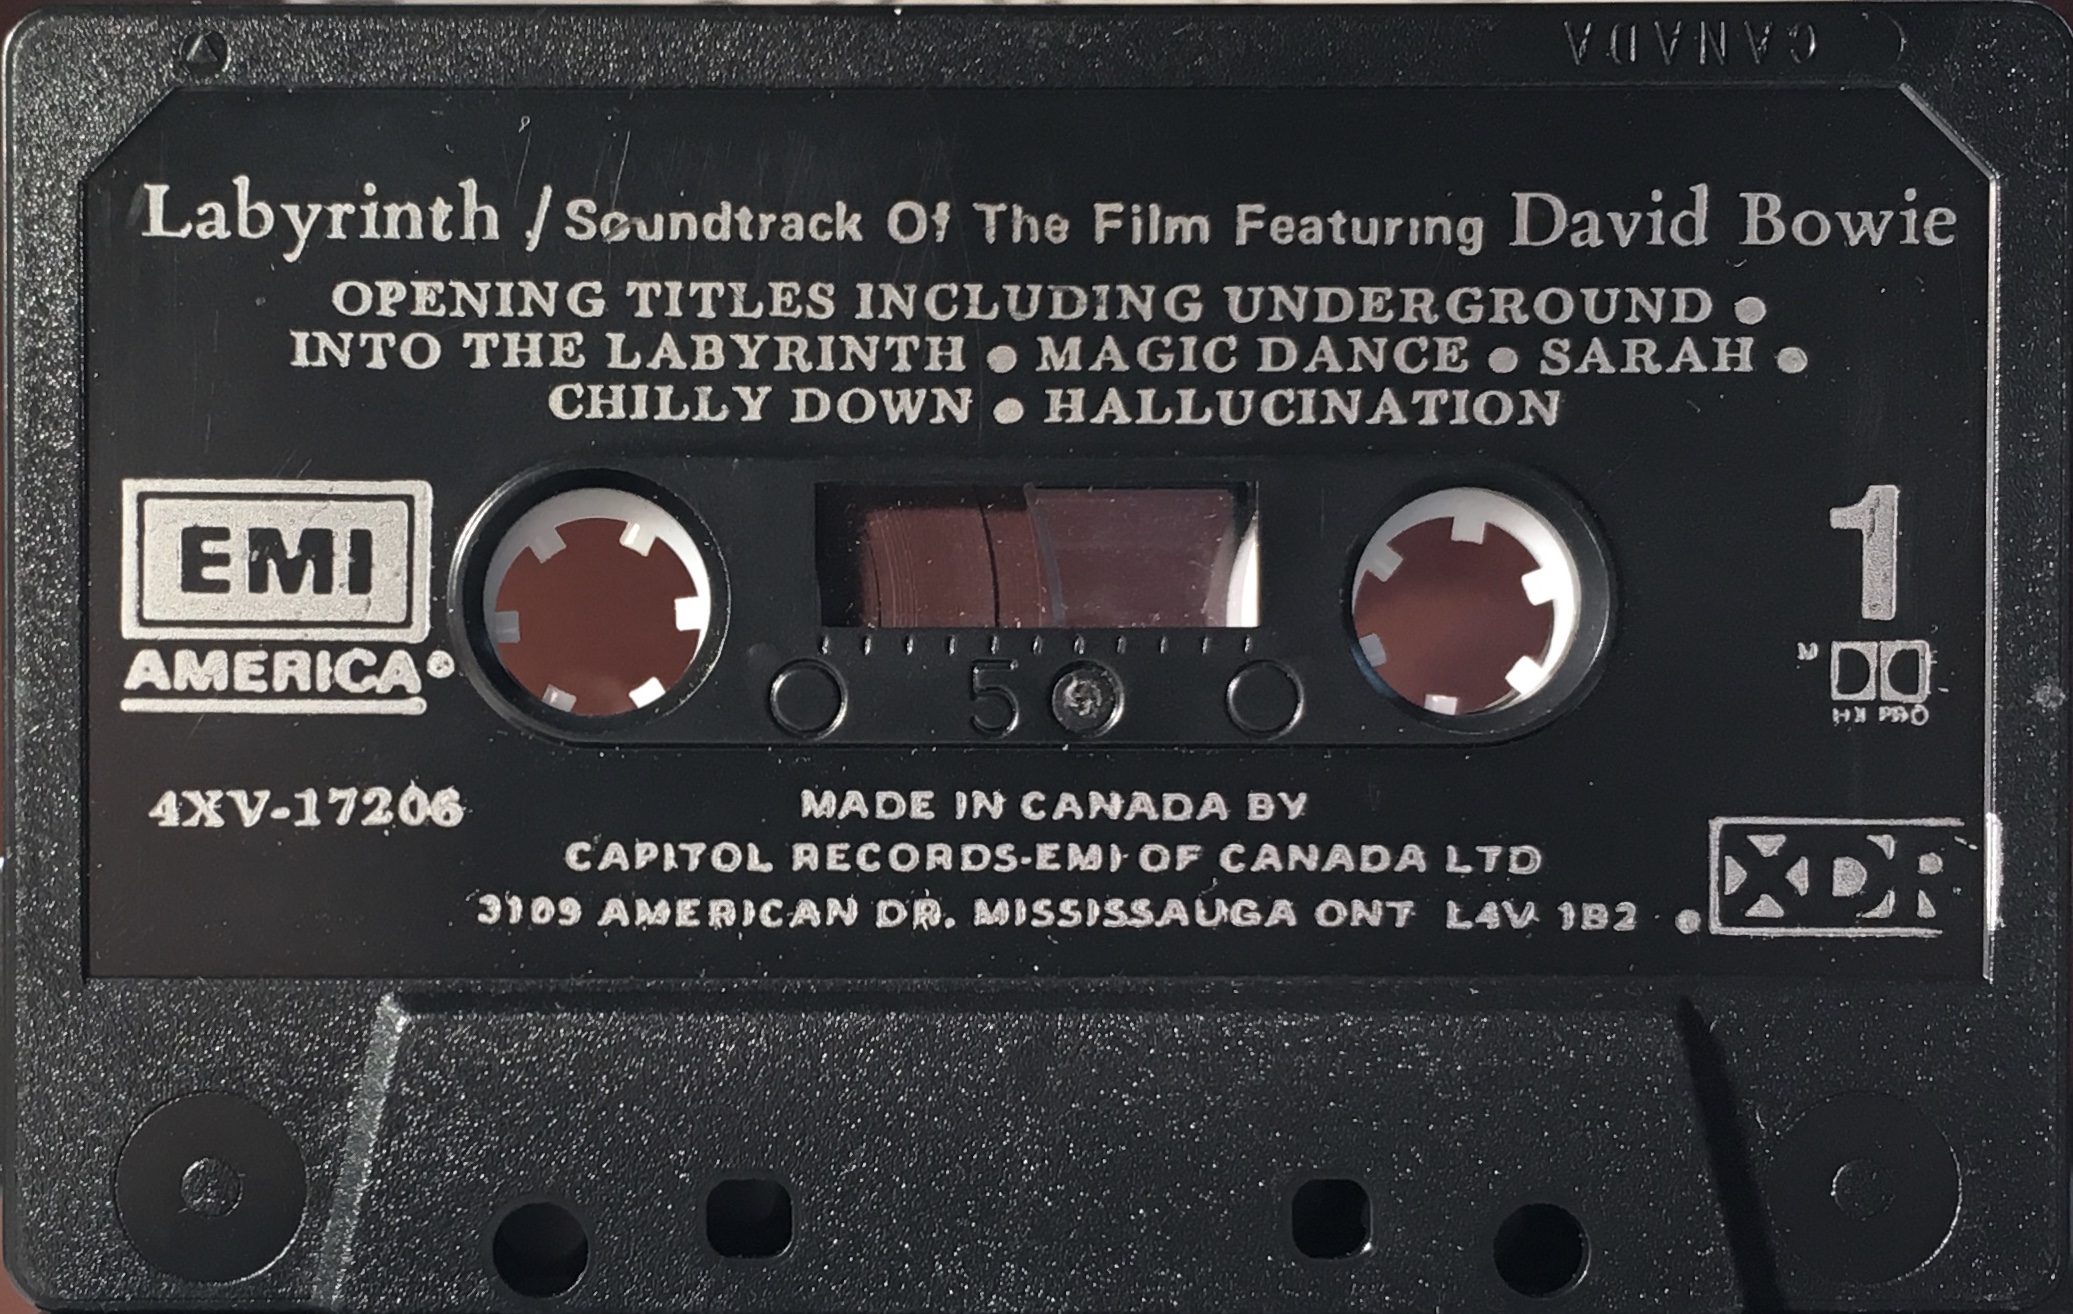 CANADA
Labyrinth / Soundtrack Of The Film Featuring David Bowie
OPENING TITLES INCLUDING UNDERGROUND ●
INTO THE LABYRINTH ● MAGIC DANCE ● SARAH ●
CHILLY DOWN ● HALLUCINATION
EMI
AMERICA®
1
5
HX PRO
4XV-17206
MADE IN CANADA BY
CAPITOL RECORDS-EMI OF CANADA LTD
3109 AMERICAN DR. MISSISSAUGA ONT L4V 1B2 ●
XDR